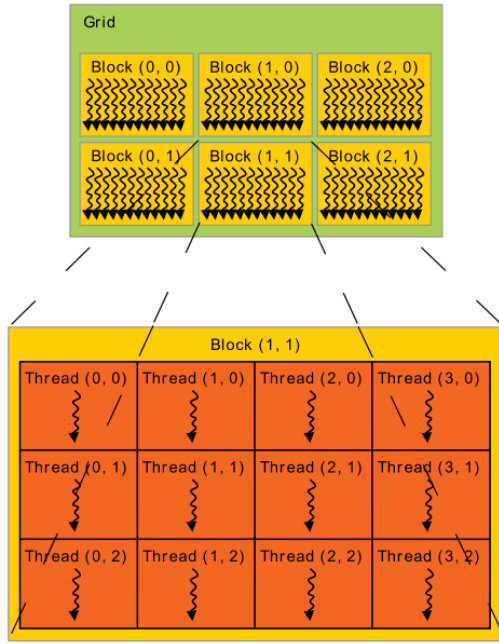 Grid
Block (0, 0) Block (1, 0) Block (2, 0)
Block (0, 1) Block (1, 1) Block (2, 1)
Block (1, 1)
Thread (0, 0) Thread (1, 0) Thread (2, 0) Thread (3, 0)
Thread (0, 1) Thread (1, 1) Thread (2, 1) Thread (3, 1)
Thread (0, 2) Thread (1, 2) Thread (2, 2) Thread (3, 2)